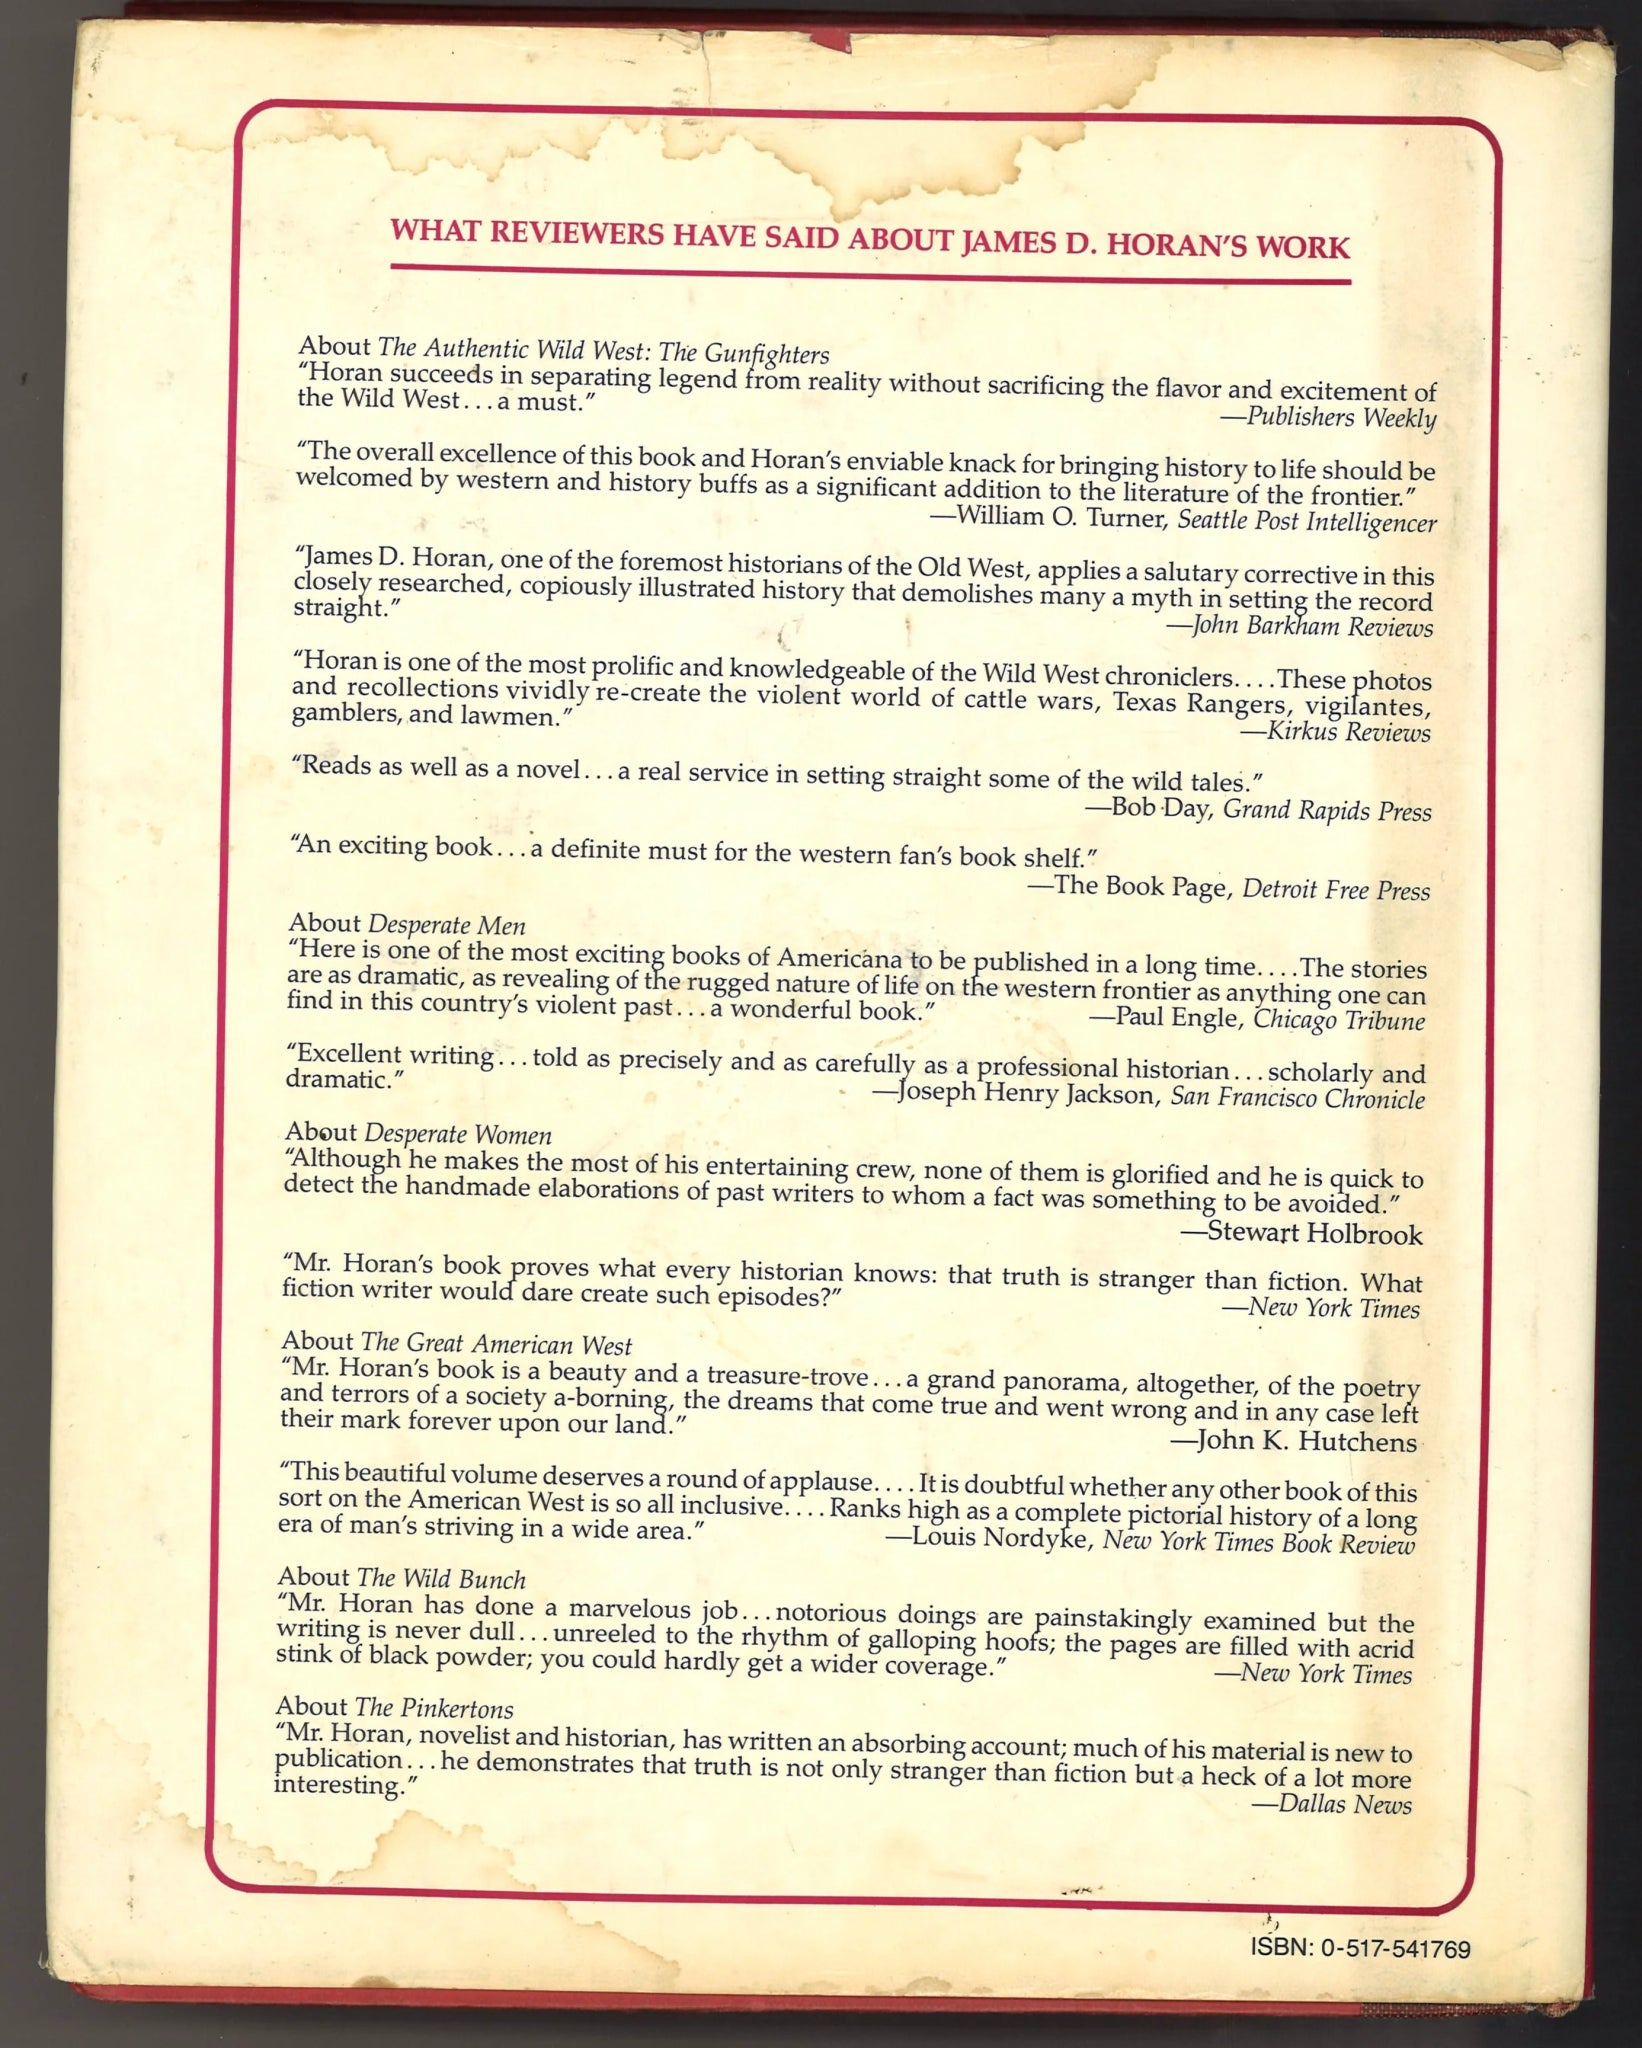 WHAT REVIEWERS HAVE SAID ABOUT JAMES D. HORAN'S WORK
About The Authentic Wild West: The Gunfighters
“Horan succeeds in separating legend from reality without sacrificing the flavor and excitement of
the Wild West...a must.” —Publishers Weekly
“The overall excellence of this book and Horan's enviable knack for bringing history to life should be
welcomed by western and history buffs as a significant addition to the literature of the frontier.”
—William O. Turner, Seattle Post Intelligencer
“James D. Horan, one of the foremost historians of the Old West, applies a salutary corrective in this
closely researched, copiously illustrated history that demolishes many a myth in setting the record
straight.” —John Barkham Reviews
“Horan is one of the most prolific and knowledgeable of the Wild West chroniclers....These photos
and recollections vividly re-create the violent world of cattle wars, Texas Rangers, vigilantes,
gamblers, and lawmen.” —Kirkus Reviews
“Reads as well as a novel...a real service in setting straight some of the wild tales.”
—Bob Day, Grand Rapids Press
“An exciting book...a definite must for the western fan's book shelf.”
—The Book Page, Detroit Free Press
About Desperate Men
“Here is one of the most exciting books of Americana to be published in a long time....The stories
are as dramatic, as revealing of the rugged nature of life on the western frontier as anything one can
find in this country's violent past...a wonderful book.” —Paul Engle, Chicago Tribune
“Excellent writing...told as precisely and as carefully as a professional historian...scholarly and
dramatic.” —Joseph Henry Jackson, San Francisco Chronicle
About Desperate Women
“Although he makes the most of his entertaining crew, none of them is glorified and he is quick to
detect the handmade elaborations of past writers to whom a fact was something to be avoided.”
—Stewart Holbrook
“Mr. Horan's book proves what every historian knows: that truth is stranger than fiction. What
fiction writer would dare create such episodes?” —New York Times
About The Great American West
“Mr. Horan's book is a beauty and a treasure-trove...a grand panorama, altogether, of the poetry
and terrors of a society a-borning, the dreams that come true and went wrong and in any case left
their mark forever upon our land.” —John K. Hutchens
“This beautiful volume deserves a round of applause.... It is doubtful whether any other book of this
sort on the American West is so all inclusive.... Ranks high as a complete pictorial history of a long
era of man's striving in a wide area.” —Louis Nordyke, New York Times Book Review
About The Wild Bunch
“Mr. Horan has done a marvelous job...notorious doings are painstakingly examined but the
writing is never dull...unreeled to the rhythm of galloping hoofs; the pages are filled with acrid
stink of black powder; you could hardly get a wider coverage.” —New York Times
About The Pinkertons
“Mr. Horan, novelist and historian, has written an absorbing account; much of his material is new to
publication...he demonstrates that truth is not only stranger than fiction but a heck of a lot more
interesting.” —Dallas News
ISBN: 0-517-541769